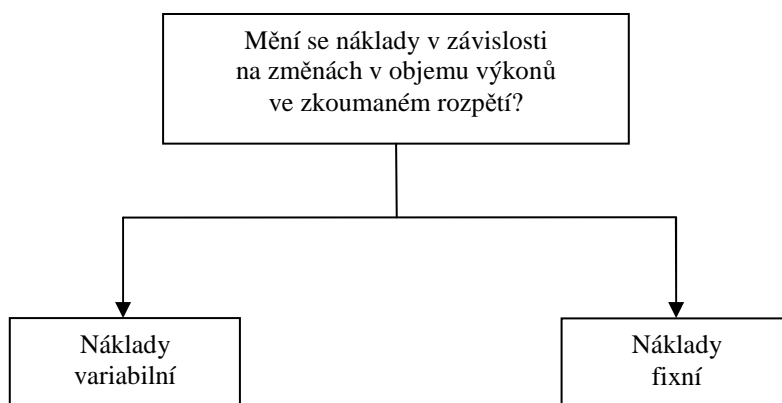 Mění se náklady v závislosti
na změnách v objemu výkonů
ve zkoumaném rozpětí?
Náklady
variabilní
Náklady
fixní